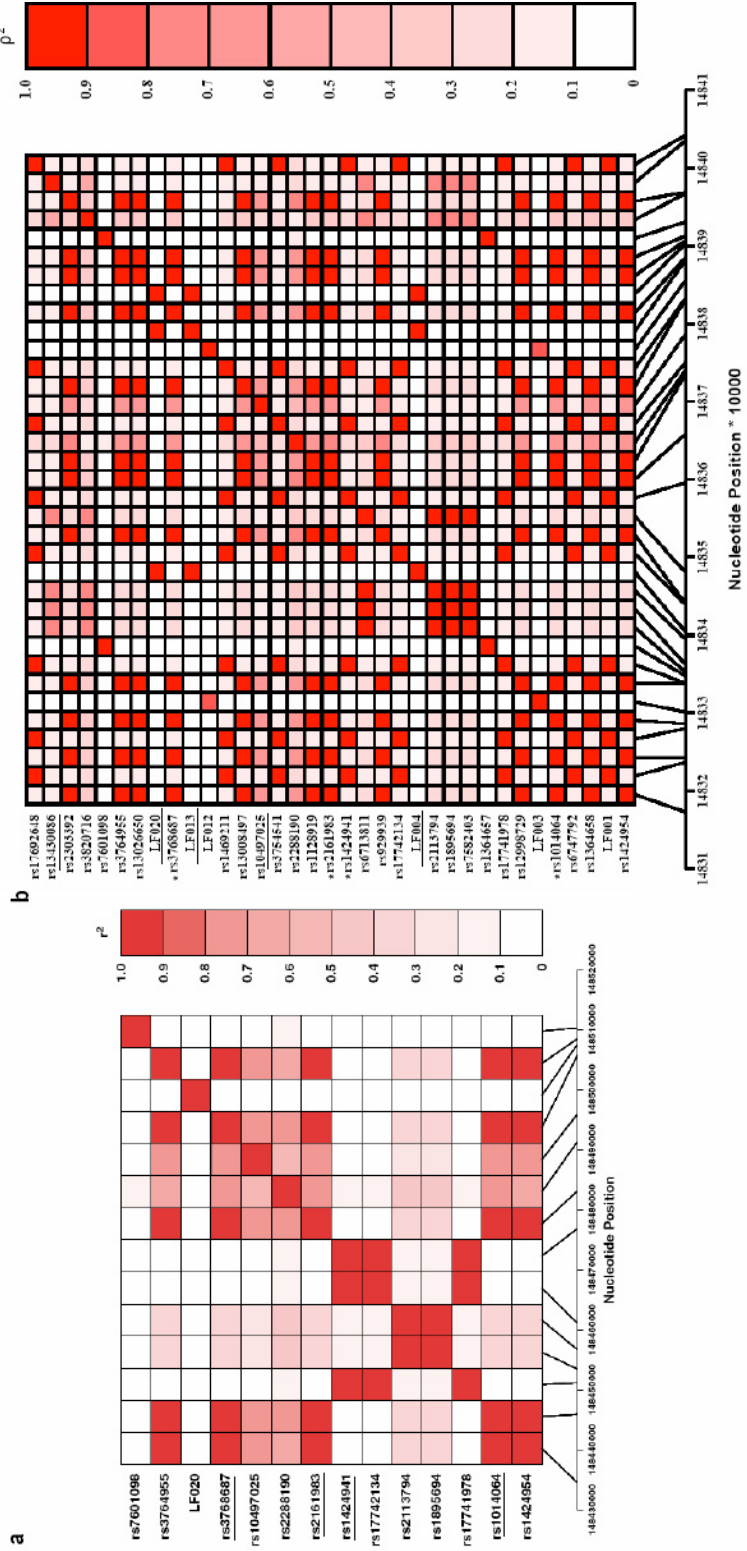 a
rs7601098
rs3764955
LF020
rs3768687
rs10497025
rs2288190
rs2161983
rs1424941
rs17742134
rs2113794
rs1895694
rs17741978
rs1014064
rs1424954
148430000
148440000
148450000
148460000
148470000
148480000
148490000
148500000
148510000
148520000
Nucleotide Position
r²
1.0
0.9
0.8
0.7
0.6
0.5
0.4
0.3
0.2
0.1
0
b
rs17692648
rs13430086
rs2303392
rs3820716
rs7601098
rs3764955
rs13026650
LF020
*rs3768687
LF013
LF012
rs1469211
rs13008497
rs10497025
rs3754541
rs2288190
rs1128919
*rs2161983
*rs1424941
rs6713811
rs929939
rs17742134
LF004
rs2113794
rs1895694
rs7582403
rs1364657
rs17741978
rs12998729
LF003
*rs1014064
rs6747792
rs1364658
LF001
rs1424954
14831
14832
14833
14834
14835
14836
14837
14838
14839
14840
14841
Nucleotide Position * 10000
ρ²
1.0
0.9
0.8
0.7
0.6
0.5
0.4
0.3
0.2
0.1
0